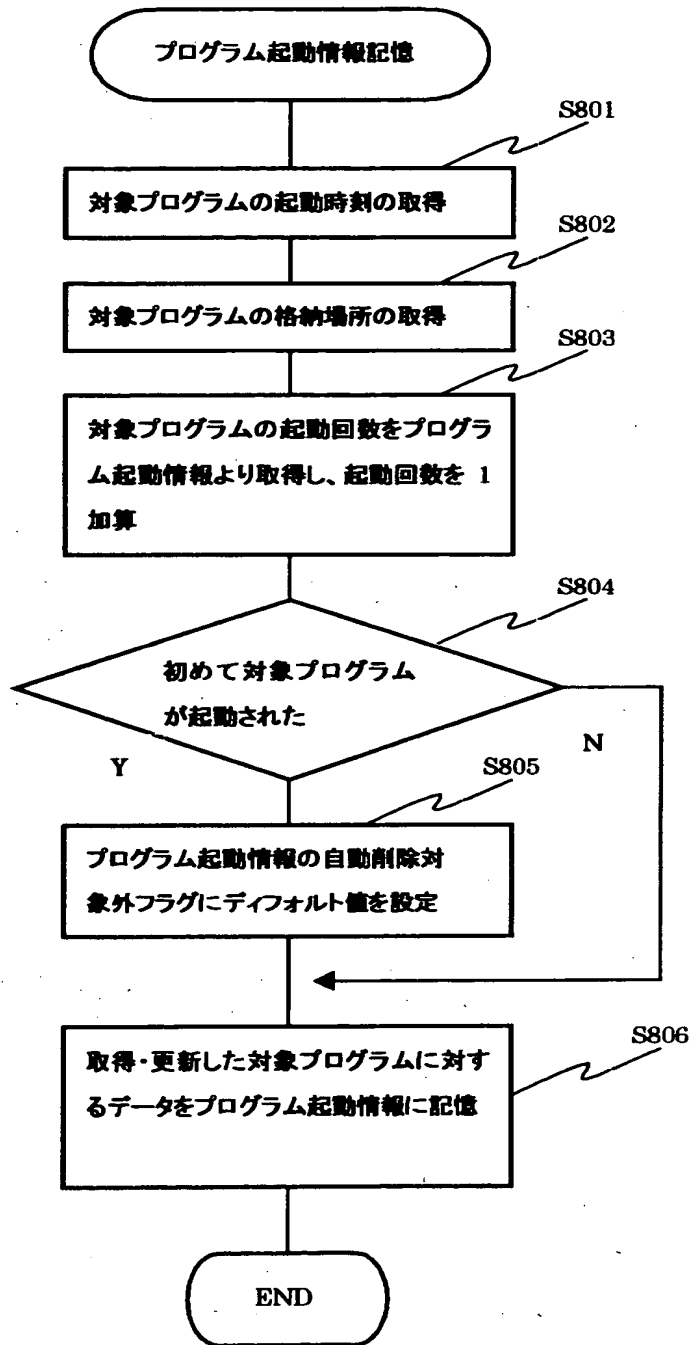 プログラム起動情報記憶
S801
対象プログラムの起動時刻の取得
S802
対象プログラムの格納場所の取得
S803
対象プログラムの起動回数をプログラ
ム起動情報より取得し、起動回数を 1
加算
S804
初めて対象プログラム
が起動された
Y
N
S805
プログラム起動情報の自動削除対
象外フラグにディフォルト値を設定
S806
取得・更新した対象プログラムに対す
るデータをプログラム起動情報に記憶
END